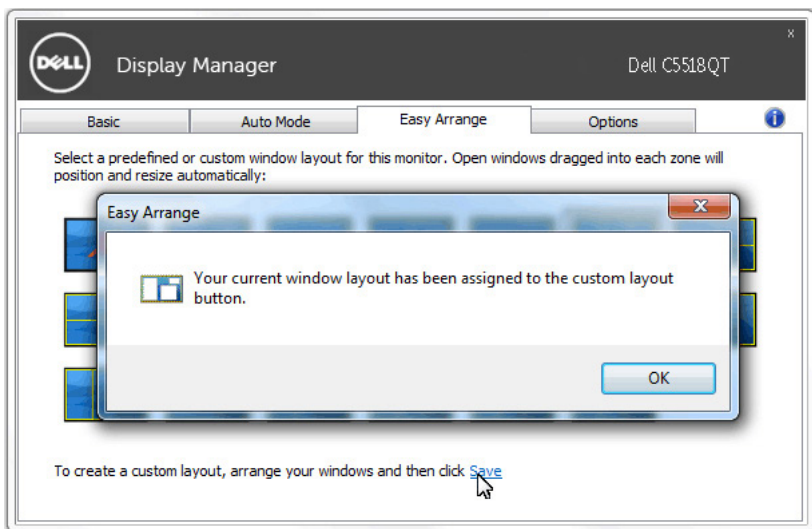 DELL
Display Manager
Dell C5518QT
Basic
Auto Mode
Easy Arrange
Options
Select a predefined or custom window layout for this monitor. Open windows dragged into each zone will
position and resize automatically:
Easy Arrange
Your current window layout has been assigned to the custom layout
button.
OK
To create a custom layout, arrange your windows and then click Save